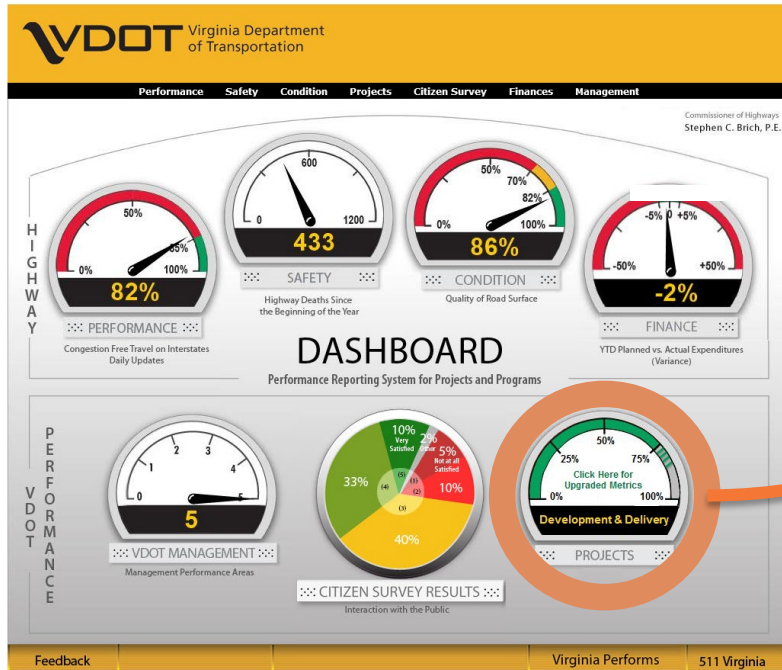 VDOT Virginia Department
of Transportation
Performance Safety Condition Projects Citizen Survey Finances Management
Commissioner of Highways
Stephen C. Brich, P.E.
HIGHWAY
0% 50% 85% 100%
82%
PERFORMANCE
Congestion Free Travel on Interstates
Daily Updates
0 600 1200
433
SAFETY
Highway Deaths Since
the Beginning of the Year
0% 50% 70% 82% 100%
86%
CONDITION
Quality of Road Surface
-50% -5% 0 +5% +50%
-2%
FINANCE
YTD Planned vs. Actual Expenditures
(Variance)
DASHBOARD
Performance Reporting System for Projects and Programs
VDOT
PERFORMANCE
0 1 2 3 4 5
5
VDOT MANAGEMENT
Management Performance Areas
10%
Very
Satisfied
2%
Other
5%
Not at all
Satisfied
10%
40%
33%
(5)
(1)
(2)
(3)
(4)
CITIZEN SURVEY RESULTS
Interaction with the Public
0% 25% 50% 75% 100%
Click Here for
Upgraded Metrics
Development & Delivery
PROJECTS
Feedback
Virginia Performs
511 Virginia